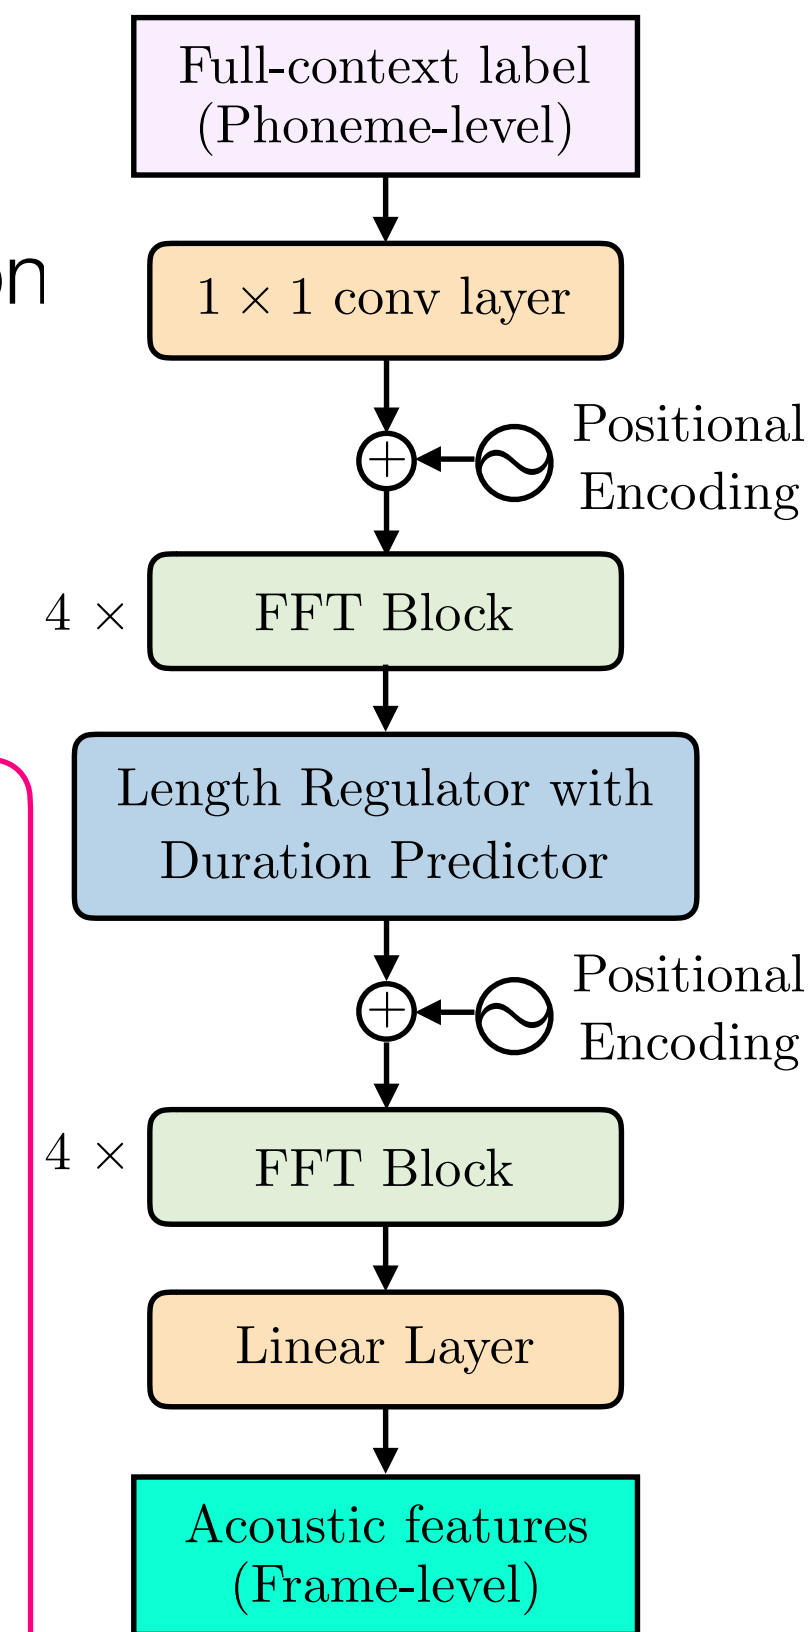 Full-context label
(Phoneme-level)
on
1 × 1 conv layer
Positional
Encoding
4 ×
FFT Block
Length Regulator with
Duration Predictor
Positional
Encoding
4 ×
FFT Block
Linear Layer
Acoustic features
(Frame-level)